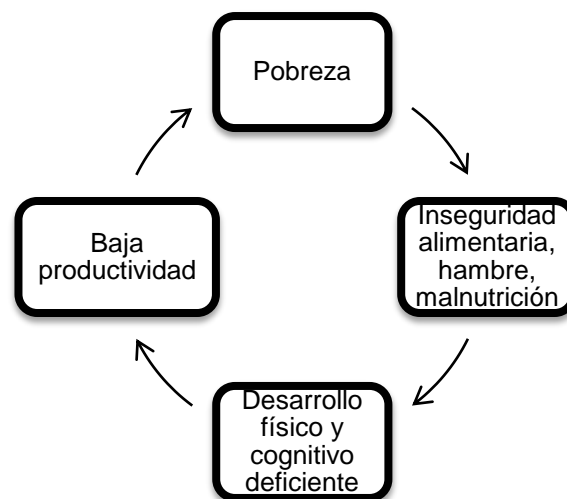 Pobreza
Inseguridad
alimentaria,
hambre,
malnutrición
Desarrollo
físico y
cognitivo
deficiente
Baja
productividad